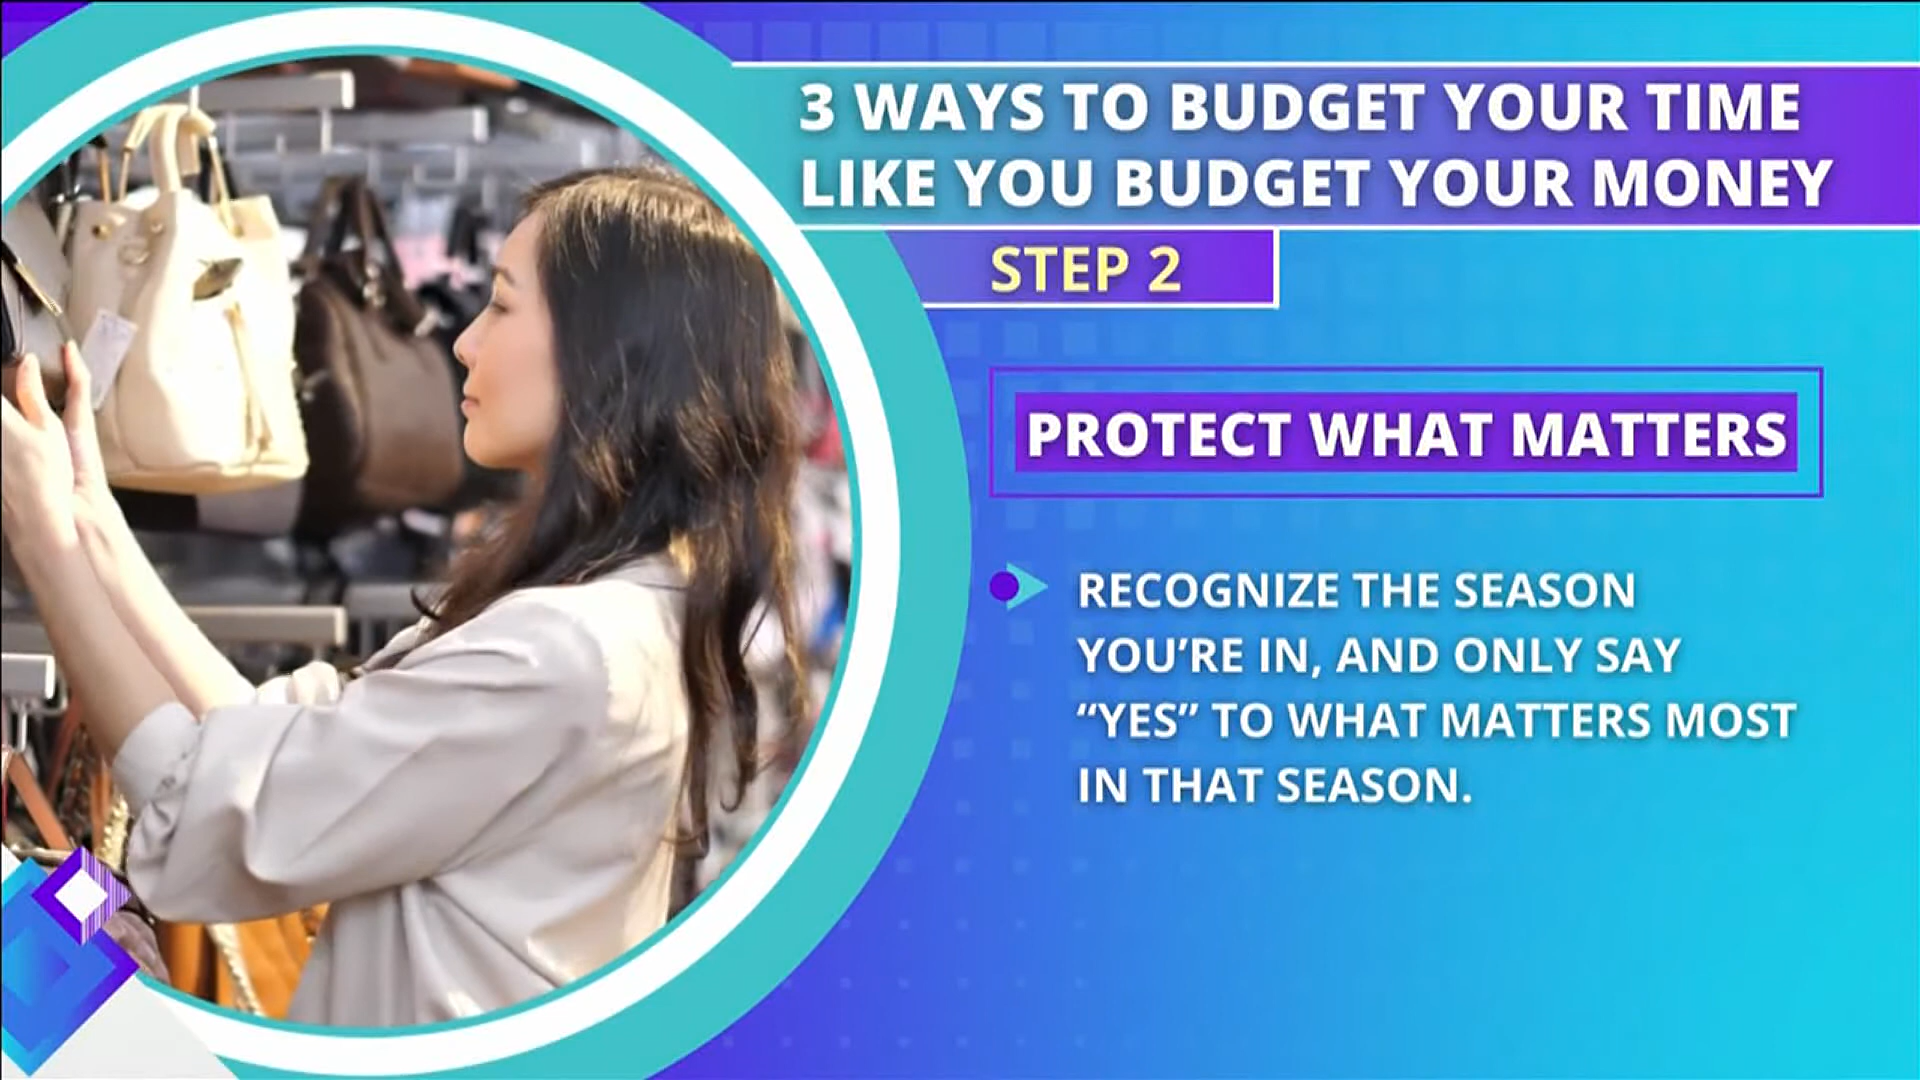 3 WAYS TO BUDGET YOUR TIME
LIKE YOU BUDGET YOUR MONEY
STEP 2
PROTECT WHAT MATTERS
RECOGNIZE THE SEASON
YOU’RE IN, AND ONLY SAY
“YES” TO WHAT MATTERS MOST
IN THAT SEASON.